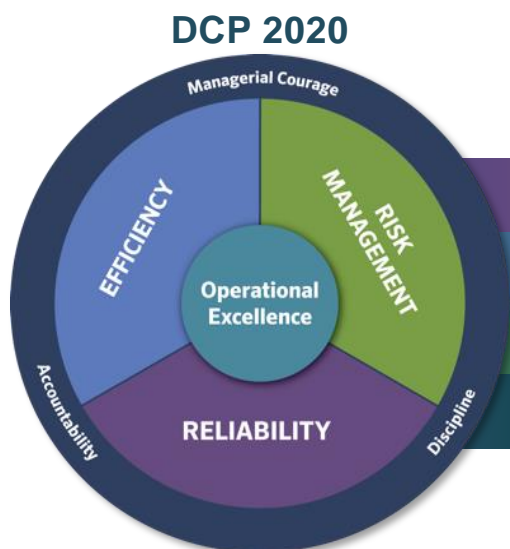 DCP 2020
Managerial Courage
EFFICIENCY
RISK
MANAGEMENT
Operational
Excellence
Accountability
RELIABILITY
Discipline